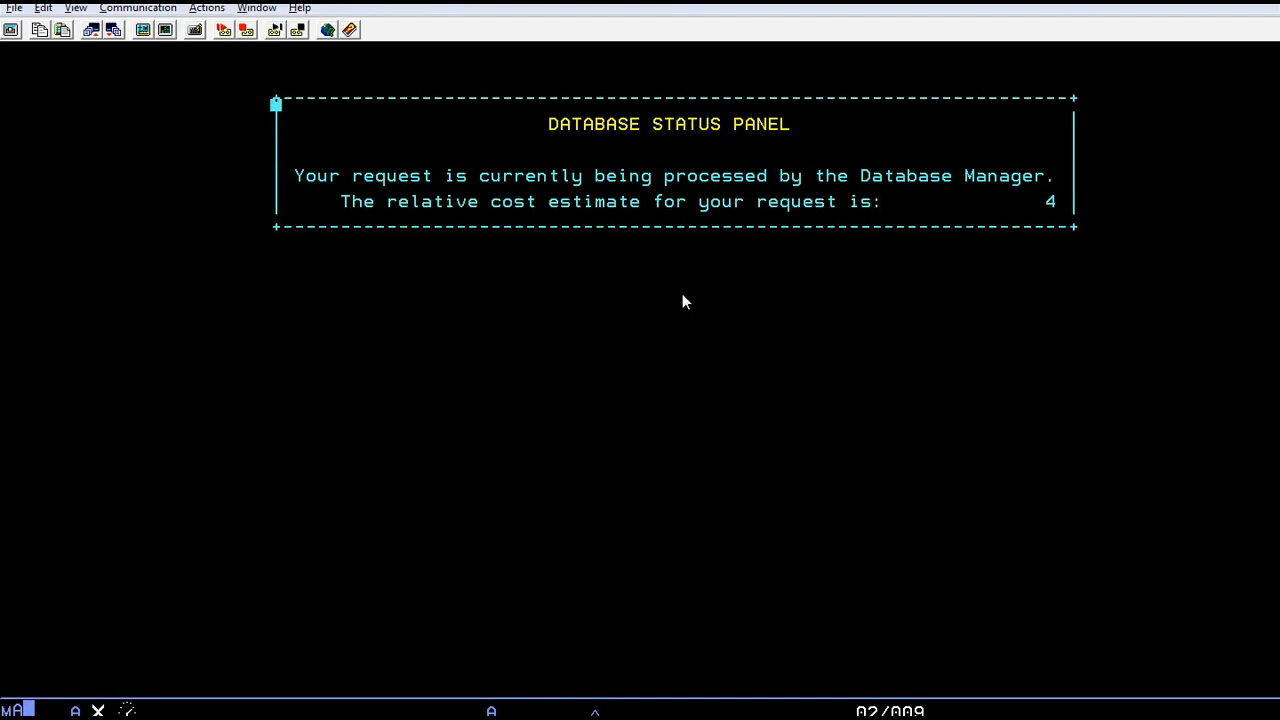 File Edit View Communication Actions Window Help
DATABASE STATUS PANEL
Your request is currently being processed by the Database Manager.
The relative cost estimate for your request is: 4
MA A X A ^ 02/009